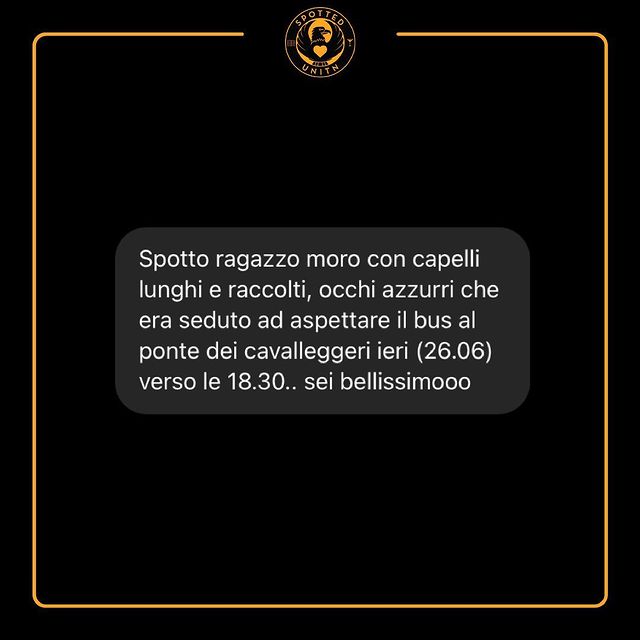 SPOTTED
UNITN
Spotto ragazzo moro con capelli
lunghi e raccolti, occhi azzurri che
era seduto ad aspettare il bus al
ponte dei cavalleggeri ieri (26.06)
verso le 18.30.. sei bellissimooo